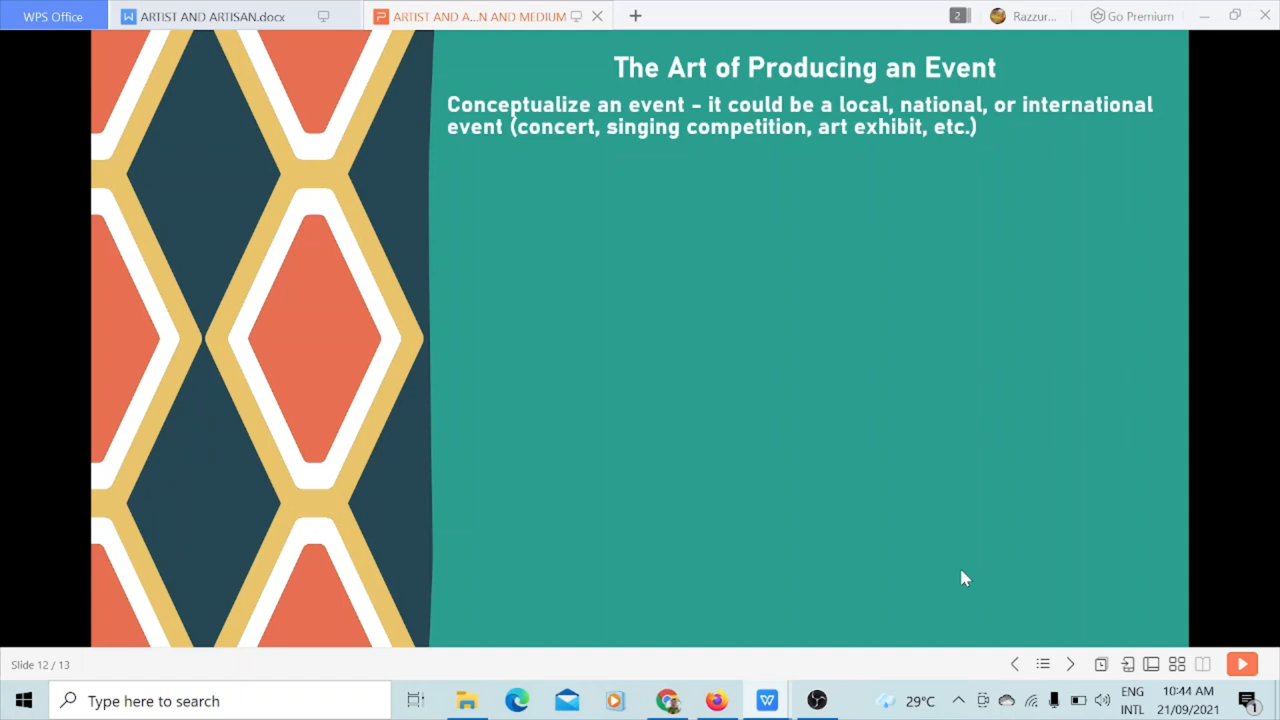 WPS Office
ARTIST AND ARTISAN.docx
ARTIST AND A...N AND MEDIUM
2
Razzur...
Go Premium
The Art of Producing an Event
Conceptualize an event - it could be a local, national, or international
event (concert, singing competition, art exhibit, etc.)
Slide 12 / 13
Type here to search
29°C
ENG
INTL
10:44 AM
21/09/2021
1